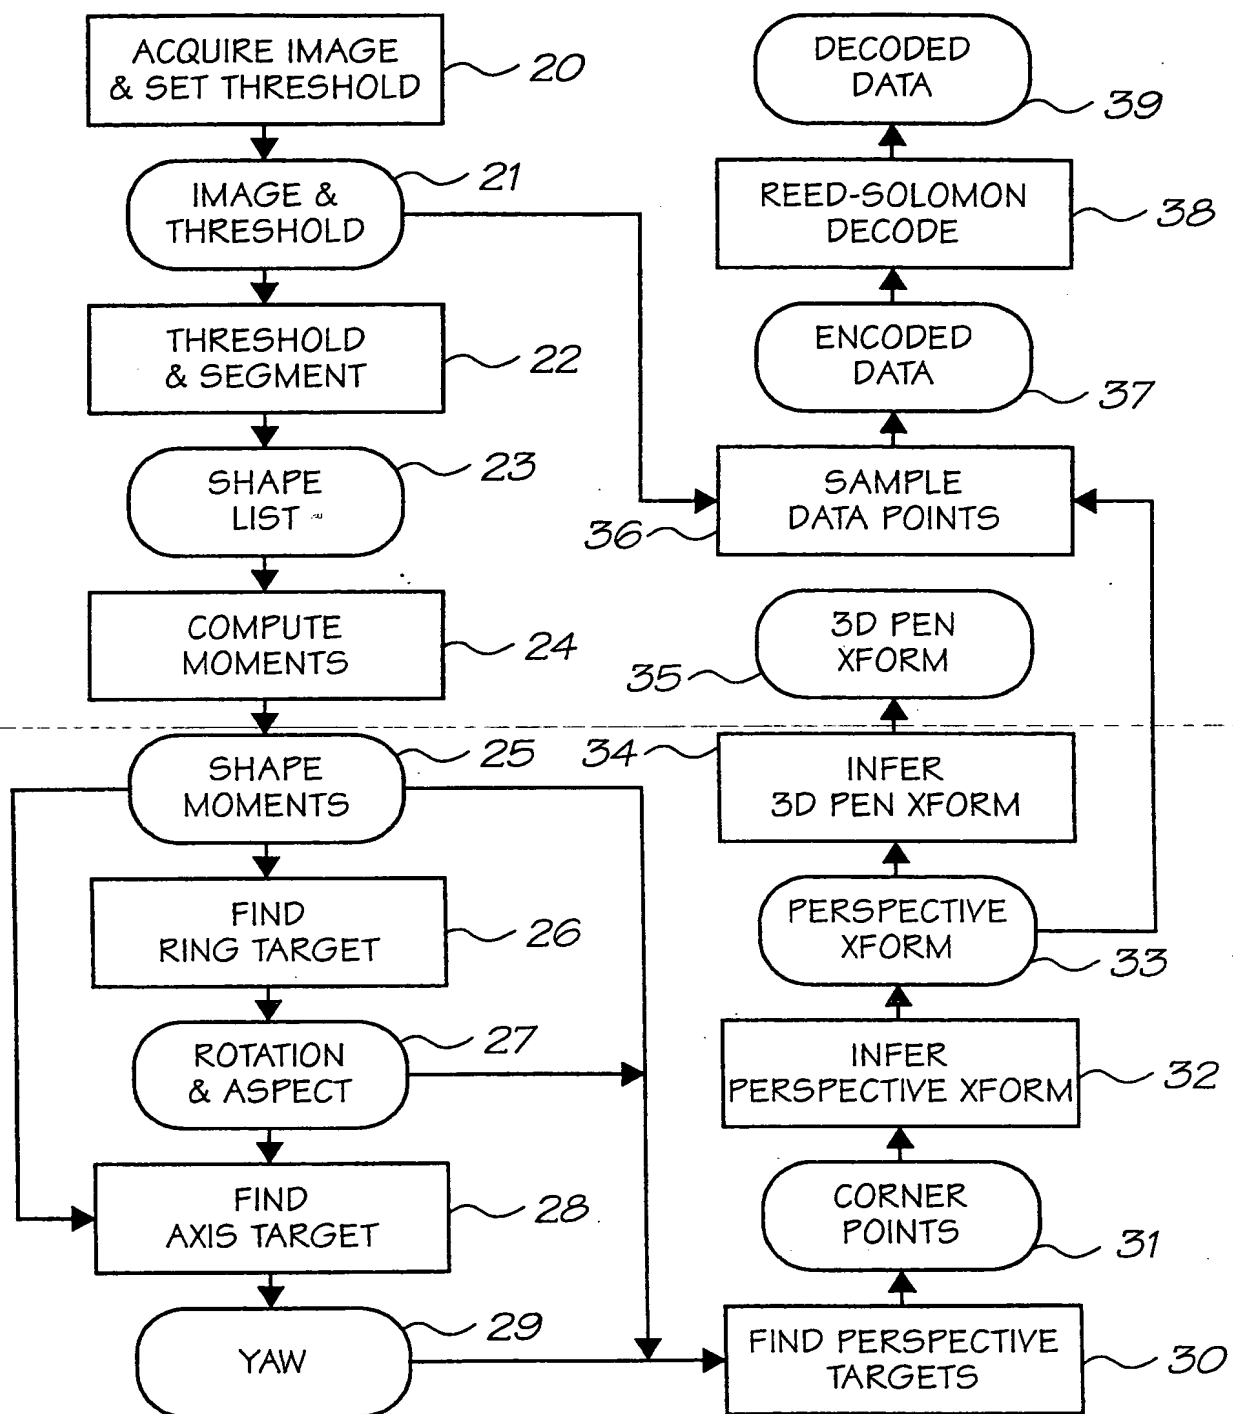 ACQUIRE IMAGE
& SET THRESHOLD
20
IMAGE &
THRESHOLD
21
THRESHOLD
& SEGMENT
22
SHAPE
LIST
23
COMPUTE
MOMENTS
24
SHAPE
MOMENTS
25
FIND
RING TARGET
26
ROTATION
& ASPECT
27
FIND
AXIS TARGET
28
YAW
29
DECODED
DATA
39
REED-SOLOMON
DECODE
38
ENCODED
DATA
37
SAMPLE
DATA POINTS
36
3D PEN
XFORM
35
INFER
3D PEN XFORM
34
PERSPECTIVE
XFORM
33
INFER
PERSPECTIVE XFORM
32
CORNER
POINTS
31
FIND PERSPECTIVE
TARGETS
30